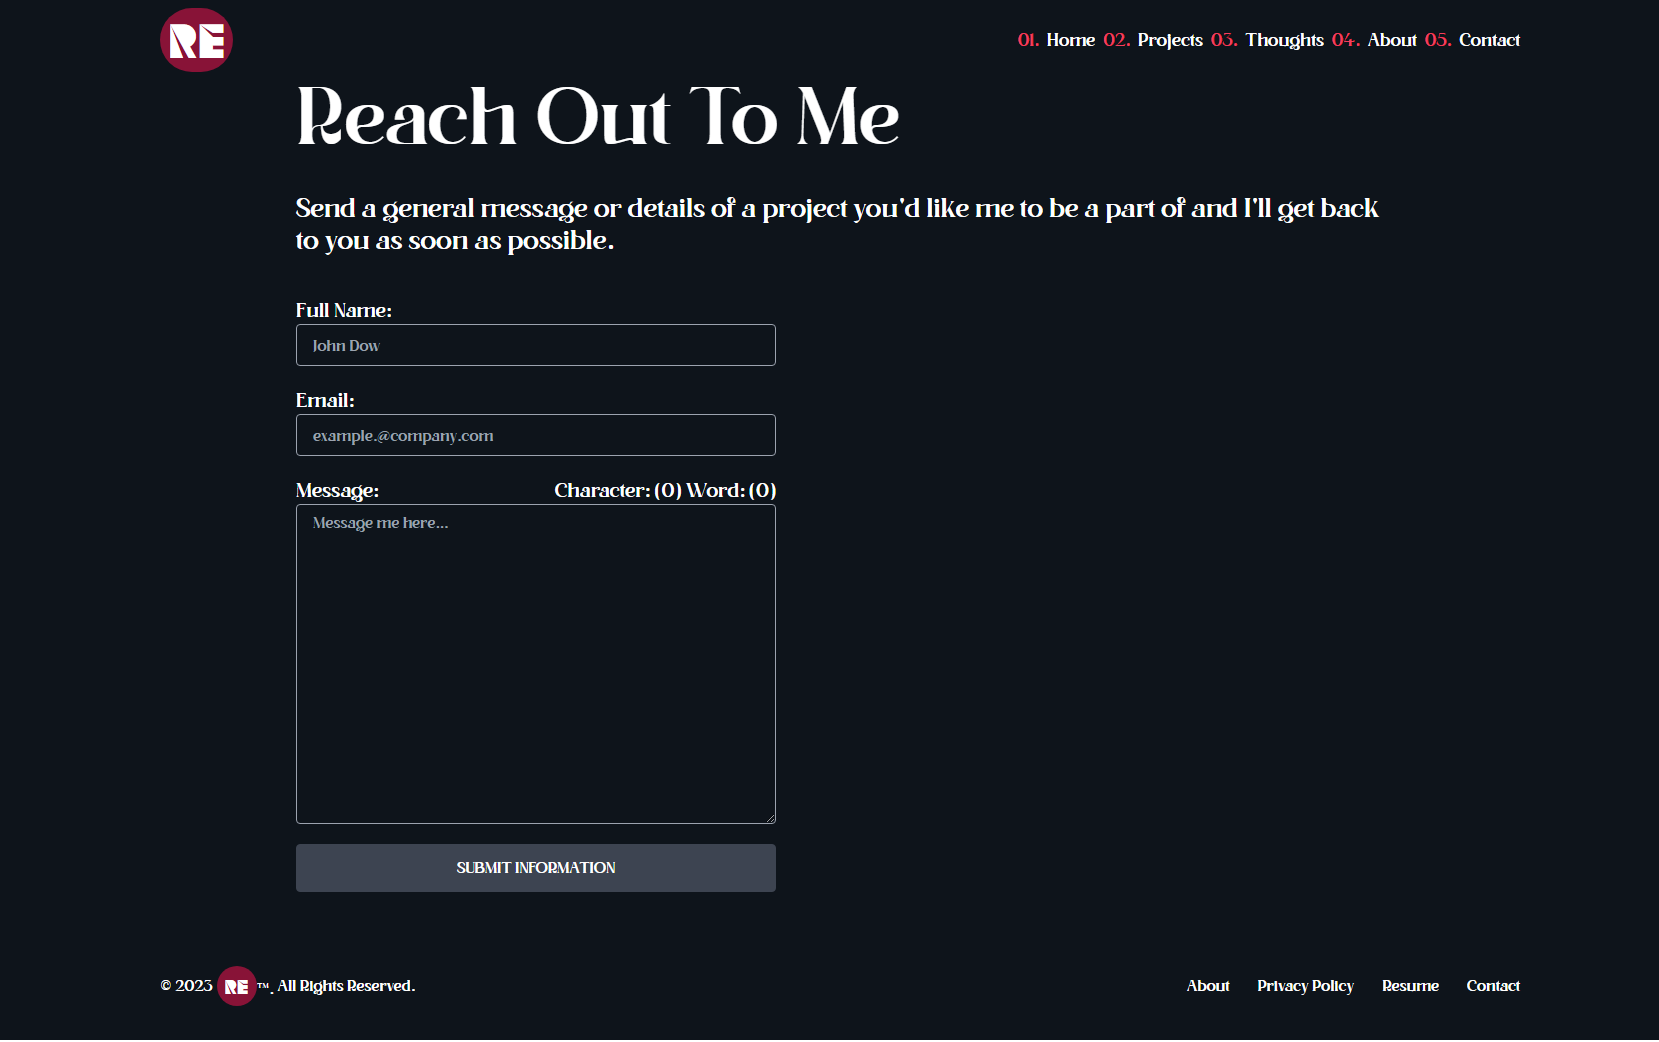 RE
01. Home 02. Projects 03. Thoughts 04. About 05. Contact
Reach Out To Me
Send a general message or details of a project you'd like me to be a part of and I'll get back
to you as soon as possible.
Full Name:
John Dow
Email:
example.@company.com
Message: Character: (0) Word: (0)
Message me here...
SUBMIT INFORMATION
© 2023 RE ™. All Rights Reserved.
About Privacy Policy Resume Contact